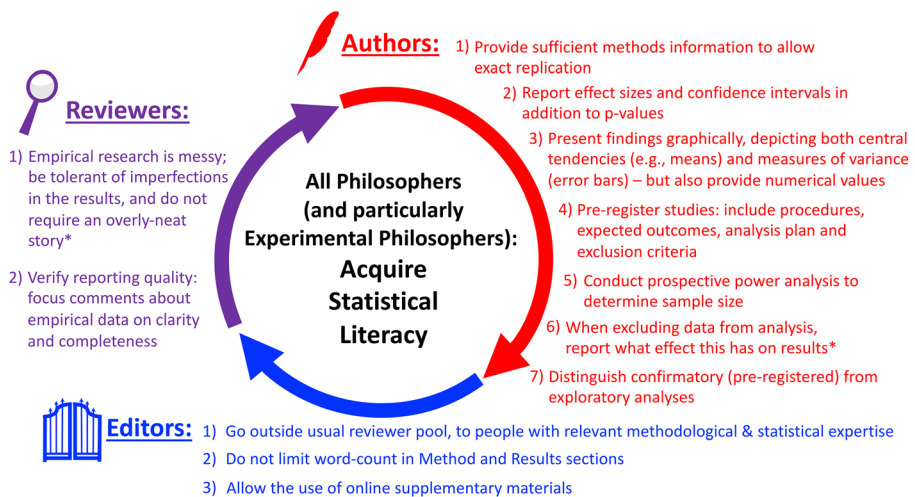 Authors:
1) Provide sufficient methods information to allow
exact replication
2) Report effect sizes and confidence intervals in
addition to p-values
3) Present findings graphically, depicting both central
tendencies (e.g., means) and measures of variance
(error bars) – but also provide numerical values
4) Pre-register studies: include procedures,
expected outcomes, analysis plan and
exclusion criteria
5) Conduct prospective power analysis to
determine sample size
6) When excluding data from analysis,
report what effect this has on results*
7) Distinguish confirmatory (pre-registered) from
exploratory analyses
Reviewers:
1) Empirical research is messy;
be tolerant of imperfections
in the results, and do not
require an overly-neat
story*
2) Verify reporting quality:
focus comments about
empirical data on clarity
and completeness
All Philosophers
(and particularly
Experimental Philosophers):
Acquire
Statistical
Literacy
Editors:
1) Go outside usual reviewer pool, to people with relevant methodological & statistical expertise
2) Do not limit word-count in Method and Results sections
3) Allow the use of online supplementary materials